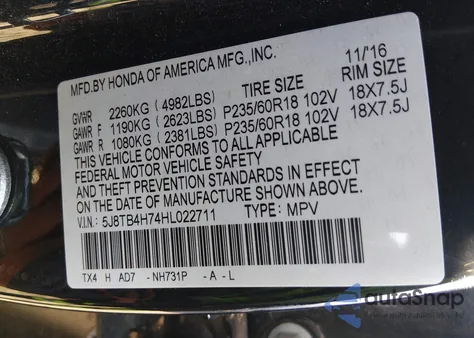 MFD.BY HONDA OF AMERICA MFG.,INC. 11/'16
TIRE SIZE RIM SIZE
GVWR 2260KG (4982LBS)
GAWR F 1190KG (2623LBS) P235/60R18 102V 18X7.5J
GAWR R 1080KG (2381LBS) P235/60R18 102V 18X7.5J
THIS VEHICLE CONFORMS TO ALL APPLICABLE
FEDERAL MOTOR VEHICLE SAFETY
AND THEFT PREVENTION STANDARDS IN EFFECT
ON THE DATE OF MANUFACTURE SHOWN ABOVE.
V.I.N.: 5J8TB4H74HL022711 TYPE: MPV
TX4 H AD7 - NH731P - A - L
autoSnap